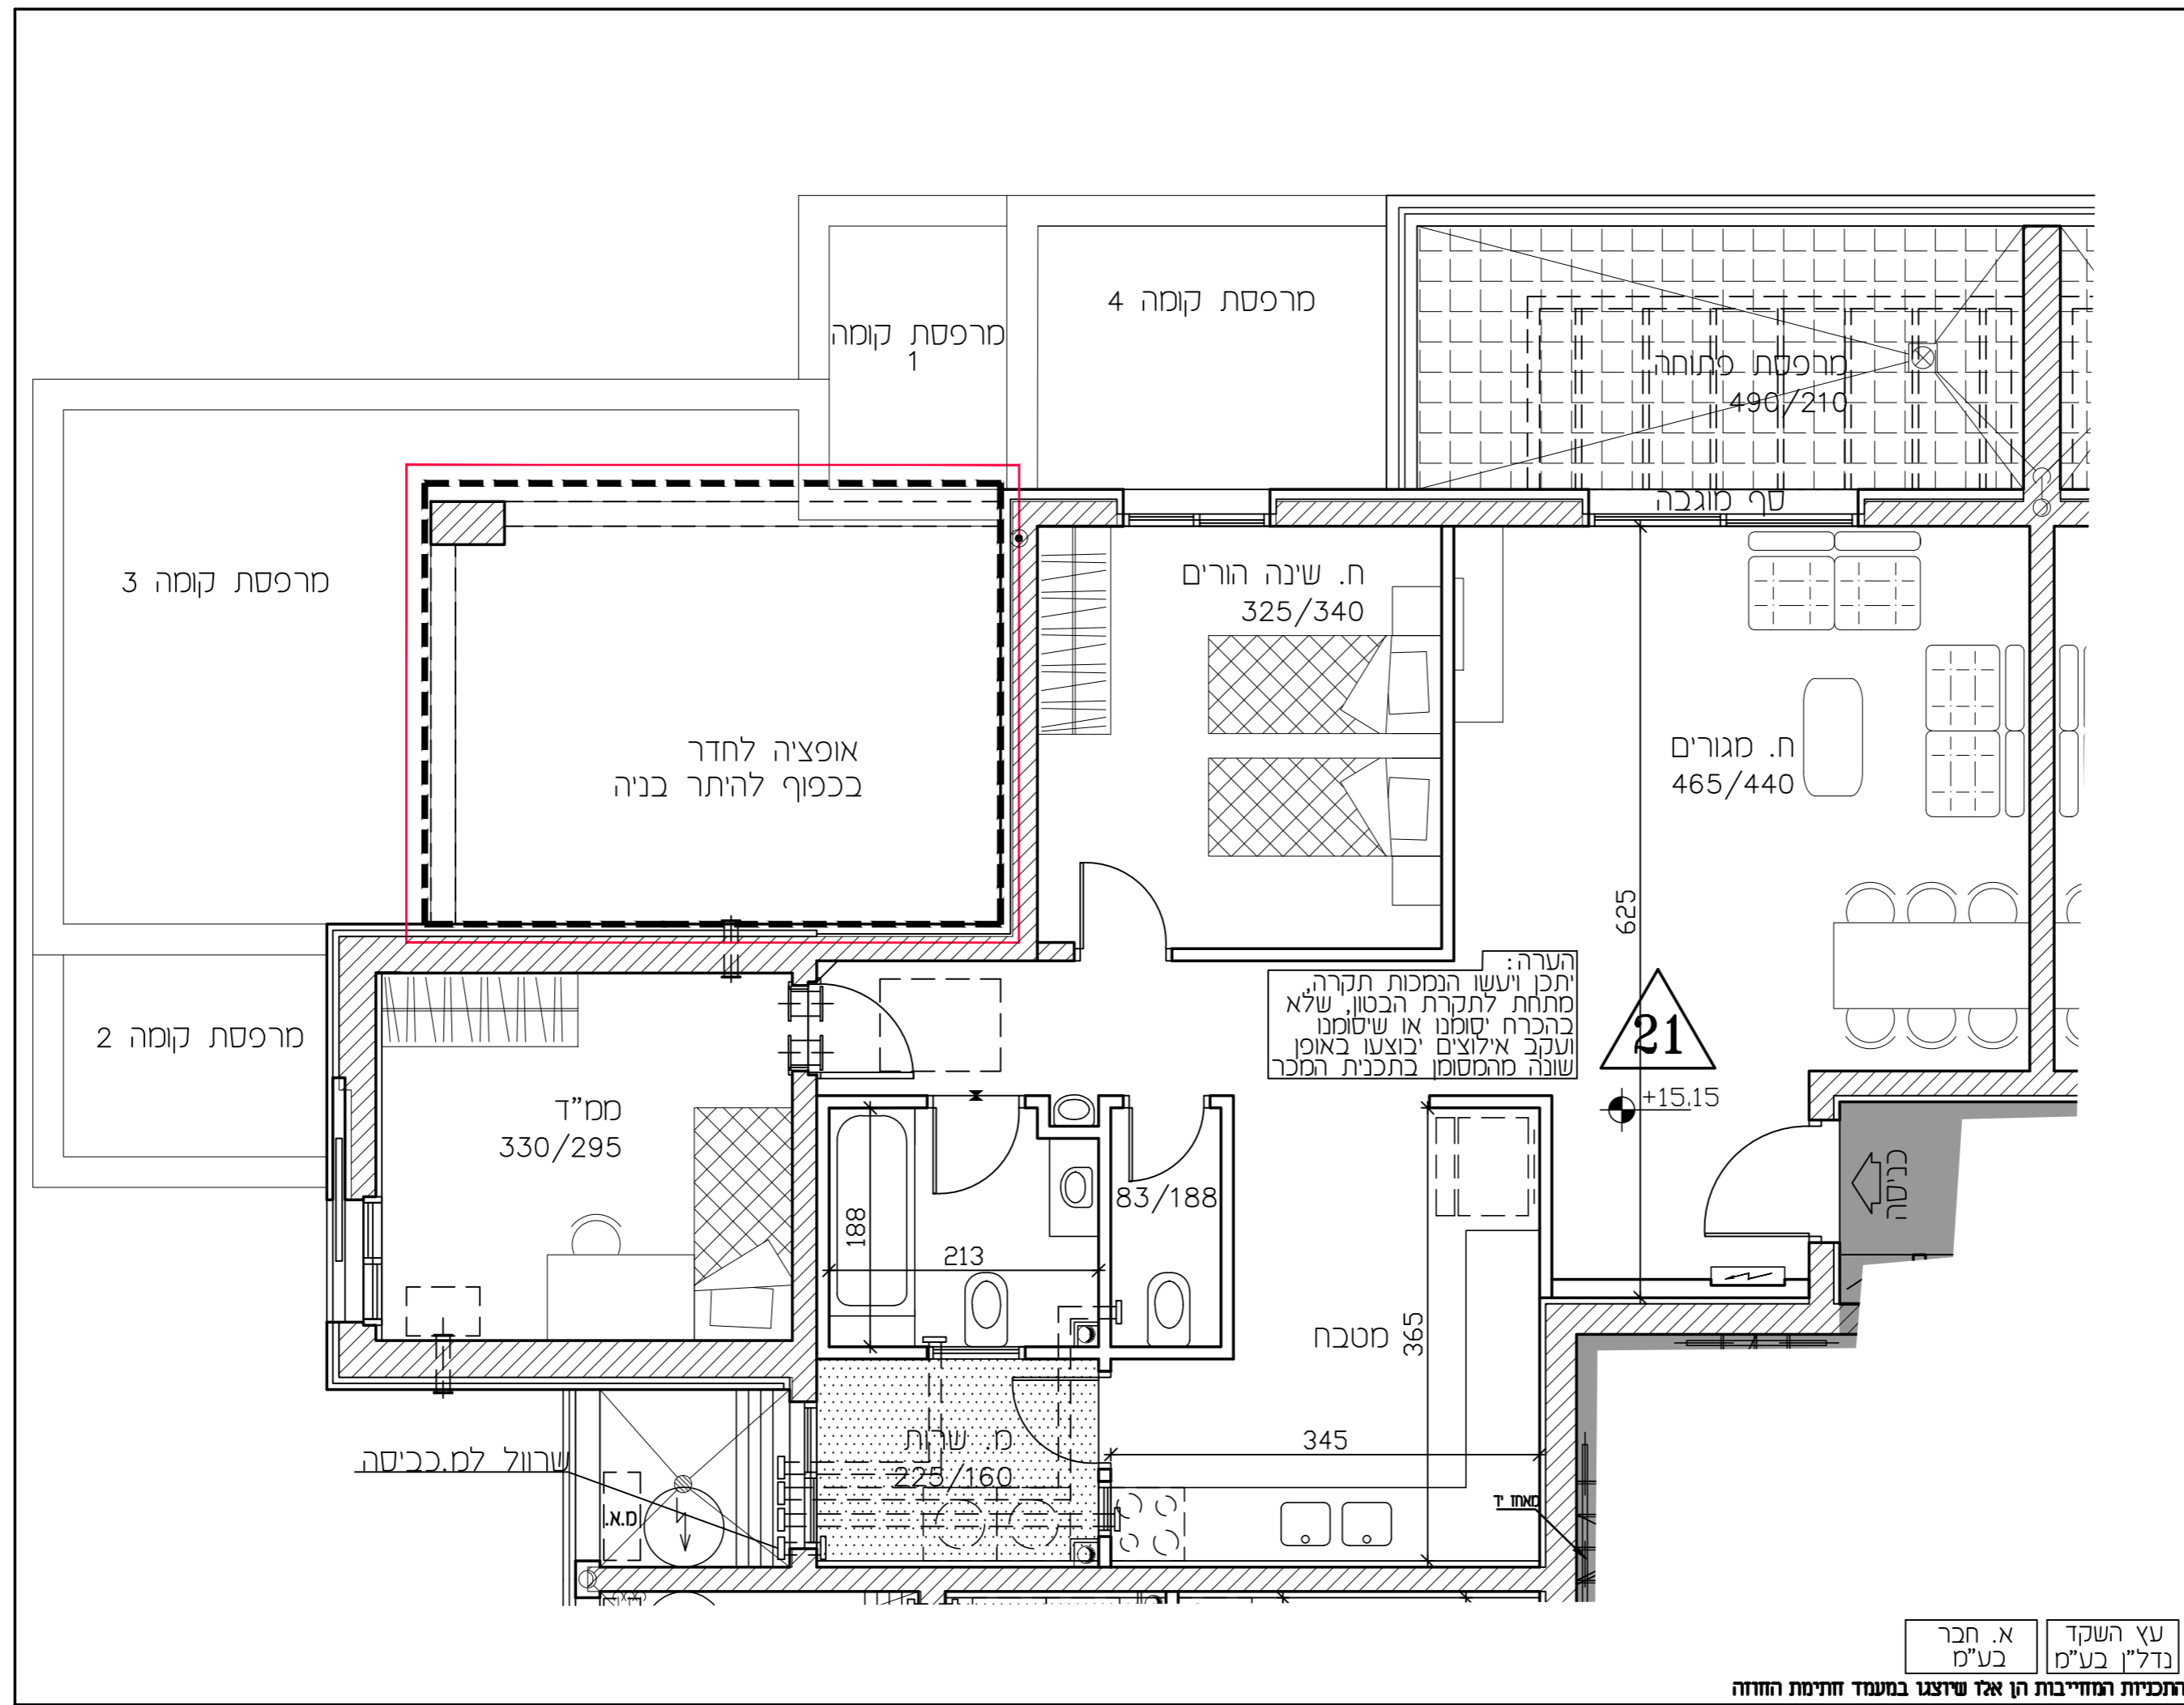 מרפסת קומה 4
מרפסת קומה
1
מרפסת פתוחה
490/210
סף מוגבה
מרפסת קומה 3
ח. שינה הורים
325/340
אופציה לחדר
בכפוף להיתר בניה
ח. מגורים
465/440
625
הערה:
יתכן ויעשו הנמכות תקרה,
מתחת לתקרת הבטון, שלא
בהכרח יסומנו או שיסומנו
ועקב אילוצים יבוצעו באופן
שונה מהמסומן בתכנית המכר
21
+15.15
מרפסת קומה 2
ממ"ד
330/295
כניסה
83/188
188
213
מטבח
365
345
מ. שרות
225/160
שרוול למ.כביסה
מ.א.
מאחז יד
עץ השקד
נדל"ן בע"מ
א. חבר
בע"מ
התכניות המחייבות הן אלו שיוצגו במעמד חתימת החוזה